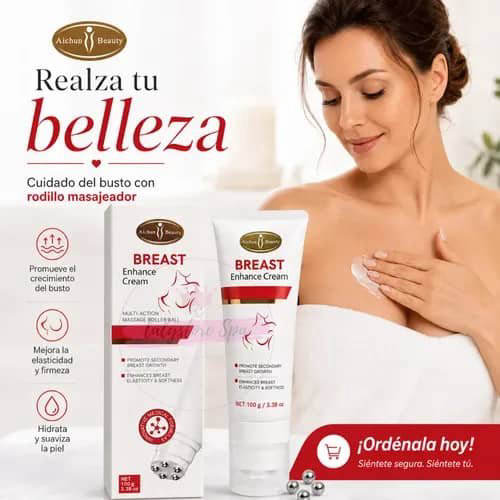 Aichun Beauty
Realza tu
belleza
Cuidado del busto con
rodillo masajeador
Promueve el
crecimiento
del busto
Mejora la
elasticidad
y firmeza
Hidrata
y suaviza
la piel
Aichun Beauty
BREAST
Enhance
Cream
MULTI-ACTION
MASSAGE ROLLER BALL
PROMOTE SECONDARY
BREAST GROWTH
ENHANCES BREAST
ELASTICITY & SOFTNESS
NET
100 g
3.38 oz
Aichun Beauty
BREAST
Enhance Cream
PROMOTE SECONDARY
BREAST GROWTH
ENHANCES BREAST
ELASTICITY & SOFTNESS
NET 100 g / 3.38 oz
¡Ordénala hoy!
Siéntete segura. Siéntete tú.